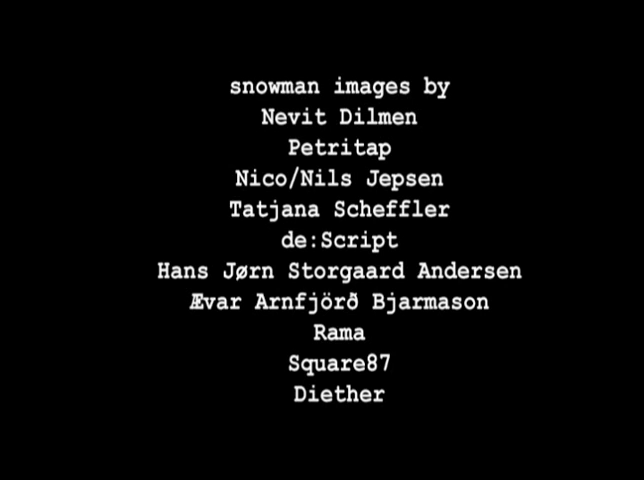 snowman images by
Nevit Dilmen
Petritap
Nico/Nils Jepsen
Tatjana Scheffler
de:Script
Hans Jørn Storgaard Andersen
Ævar Arnfjörð Bjarmason
Rama
Square87
Diether